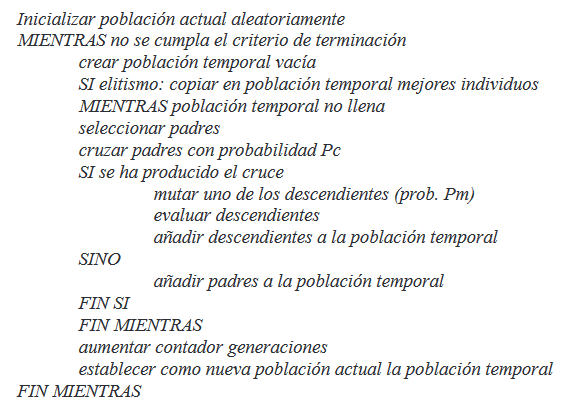 Inicializar población actual aleatoriamente
MIENTRAS no se cumpla el criterio de terminación
crear población temporal vacía
SI elitismo: copiar en población temporal mejores individuos
MIENTRAS población temporal no llena
seleccionar padres
cruzar padres con probabilidad Pc
SI se ha producido el cruce
mutar uno de los descendientes (prob. Pm)
evaluar descendientes
añadir descendientes a la población temporal
SINO
añadir padres a la población temporal
FIN SI
FIN MIENTRAS
aumentar contador generaciones
establecer como nueva población actual la población temporal
FIN MIENTRAS